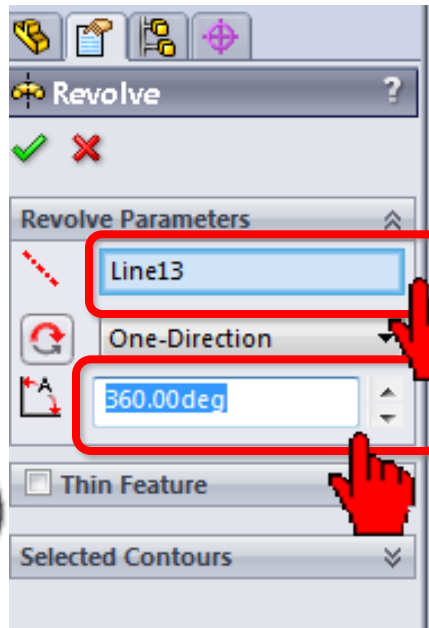 Revolve ?
Revolve Parameters
Line13
One-Direction
A
360.00deg
Thin Feature
Selected Contours